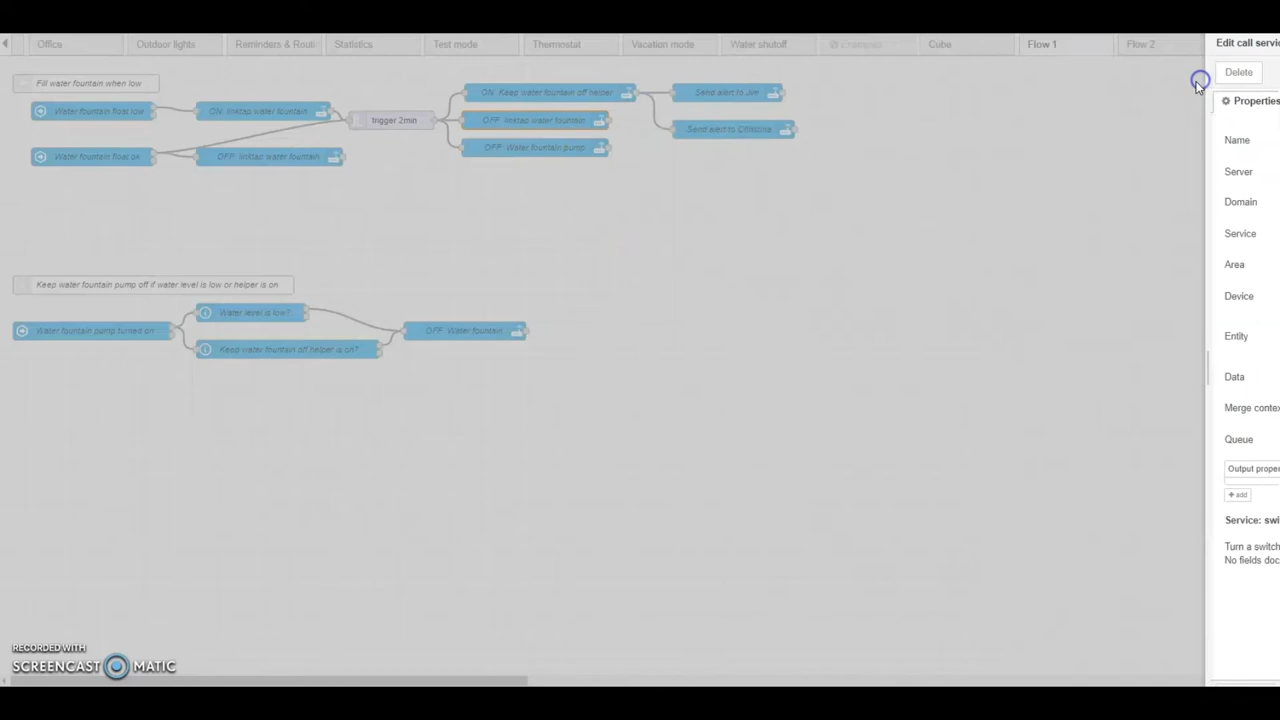 Office
Outdoor lights
Reminders & Routi
Statistics
Test mode
Thermostat
Vacation mode
Water shutoff
Cube
Flow 1
Flow 2
Edit call servic
Delete
Properties
Fill water fountain when low
Water fountain float low
ON: linktap water fountain
trigger 2min
ON: Keep water fountain off helper
Send alert to Jim
OFF: linktap water fountain
Send alert to
Water fountain float ok
OFF: linktap water fountain
OFF: Water fountain pump
Name
Server
Domain
Service
Area
Device
Entity
Data
Merge contex
Queue
Output prope
+ add
Service: swi
Turn a switch
No fields doc
Keep water fountain pump off if water level is low or helper is on
Water level is low?
Water fountain pump turned on
OFF: Water fountain
Keep water fountain off helper is on?
RECORDED WITH
SCREENCAST MATIC